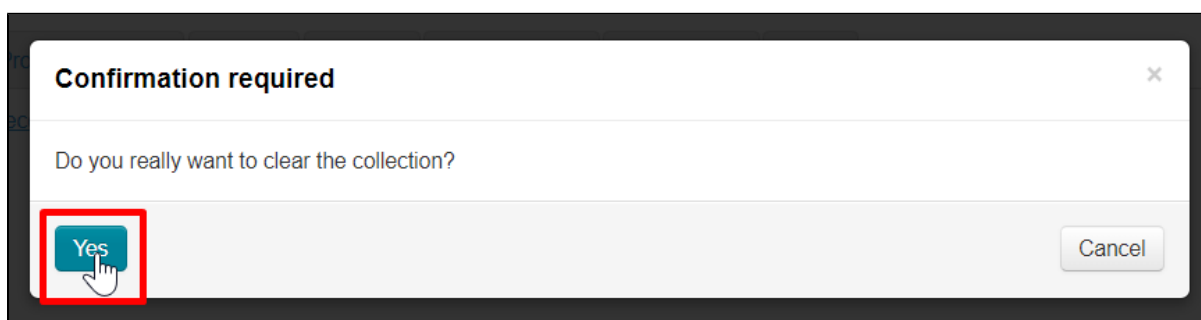 Confirmation required
×
Do you really want to clear the collection?
Yes
Cancel